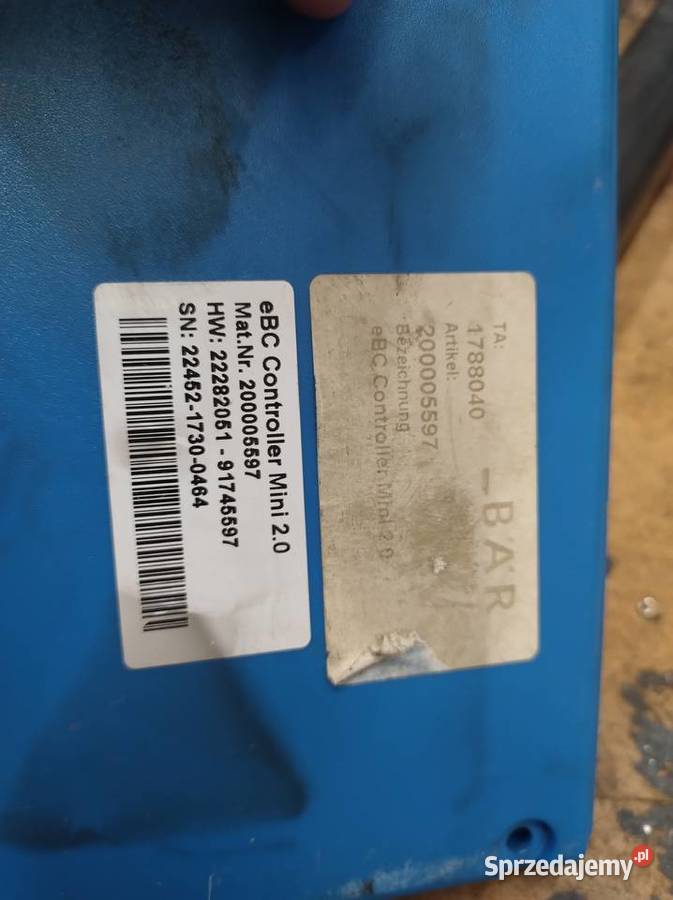 eBC Controller Mini 2.0
Mat.Nr. 200005597
HW: 22282051 - 91745597
SN: 22452-1730-0464
BÄR
TA:
1788040
Artikel:
200005597
Bezeichnung
eBC Controller Mini 2.0
Sprzedajemy.pl